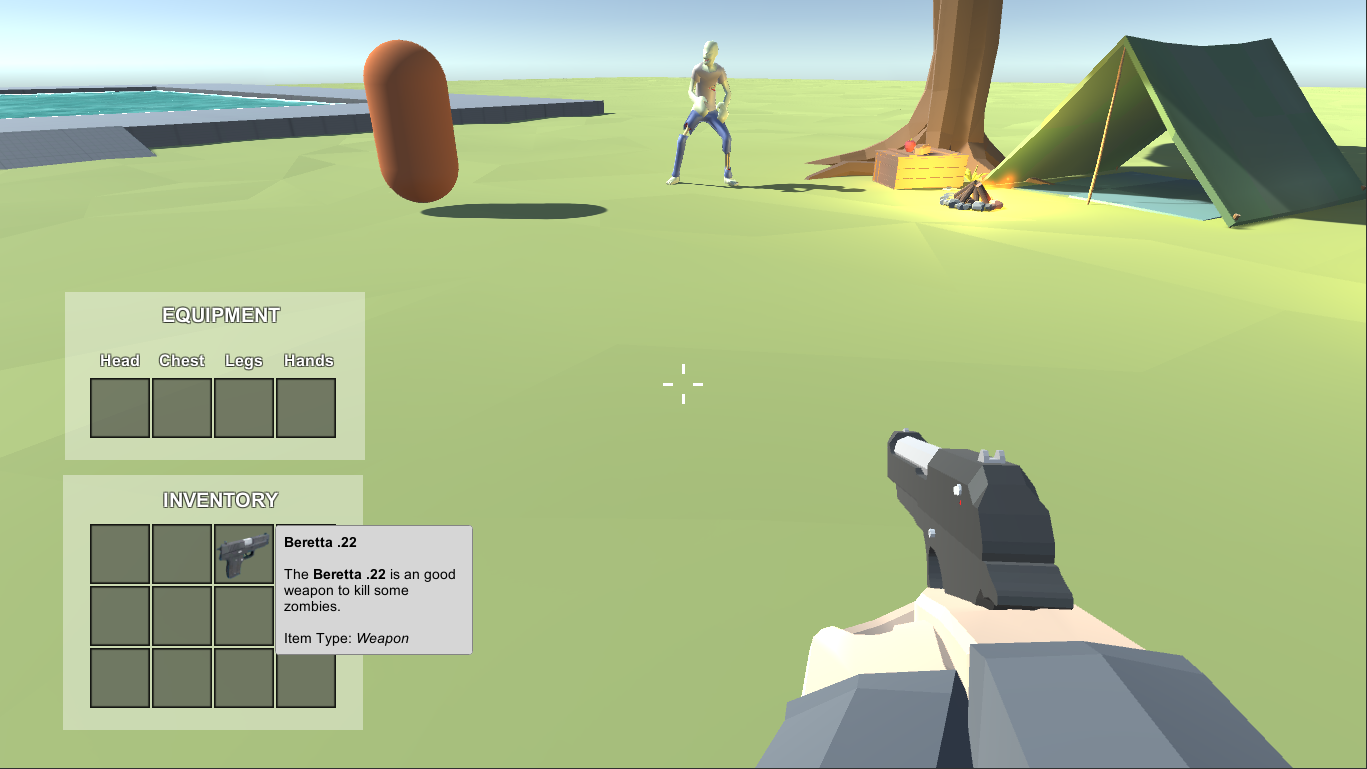 EQUIPMENT
Head Chest Legs Hands
INVENTORY
Beretta .22
The Beretta .22 is an good
weapon to kill some
zombies.
Item Type: Weapon